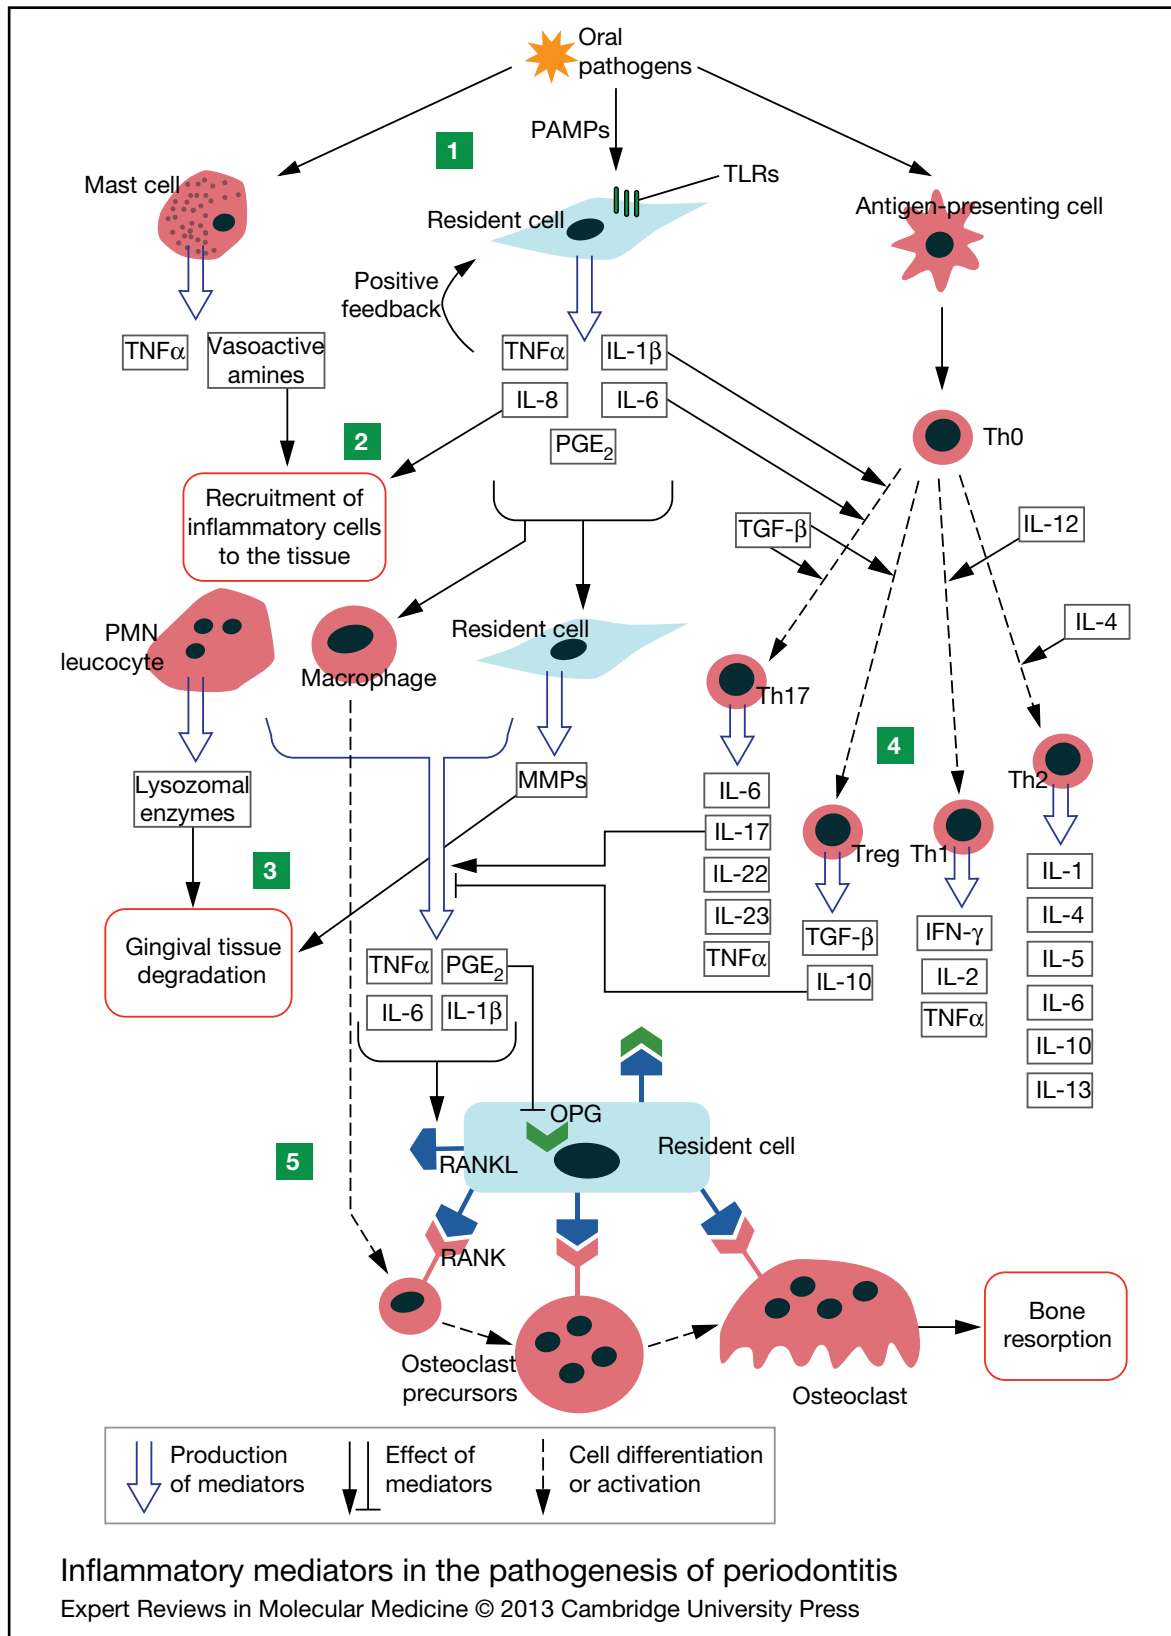 Oral
pathogens
PAMPs
1
TLRs
Mast cell
Resident cell
Antigen-presenting cell
Positive
feedback
TNFα
Vasoactive
amines
TNFα
IL-1β
IL-8
IL-6
PGE2
Th0
2
Recruitment of
inflammatory cells
to the tissue
TGF-β
IL-12
IL-4
PMN
leucocyte
Macrophage
Resident cell
Th17
4
Th2
Lysozomal
enzymes
MMPs
IL-6
IL-17
IL-22
IL-23
TNFα
Treg
Th1
TGF-β
IL-10
IFN-γ
IL-2
TNFα
IL-1
IL-4
IL-5
IL-6
IL-10
IL-13
3
Gingival tissue
degradation
TNFα
PGE2
IL-6
IL-1β
OPG
Resident cell
RANKL
5
RANK
Osteoclast
precursors
Osteoclast
Bone
resorption
Production
of mediators
Effect of
mediators
Cell differentiation
or activation
Inflammatory mediators in the pathogenesis of periodontitis
Expert Reviews in Molecular Medicine © 2013 Cambridge University Press